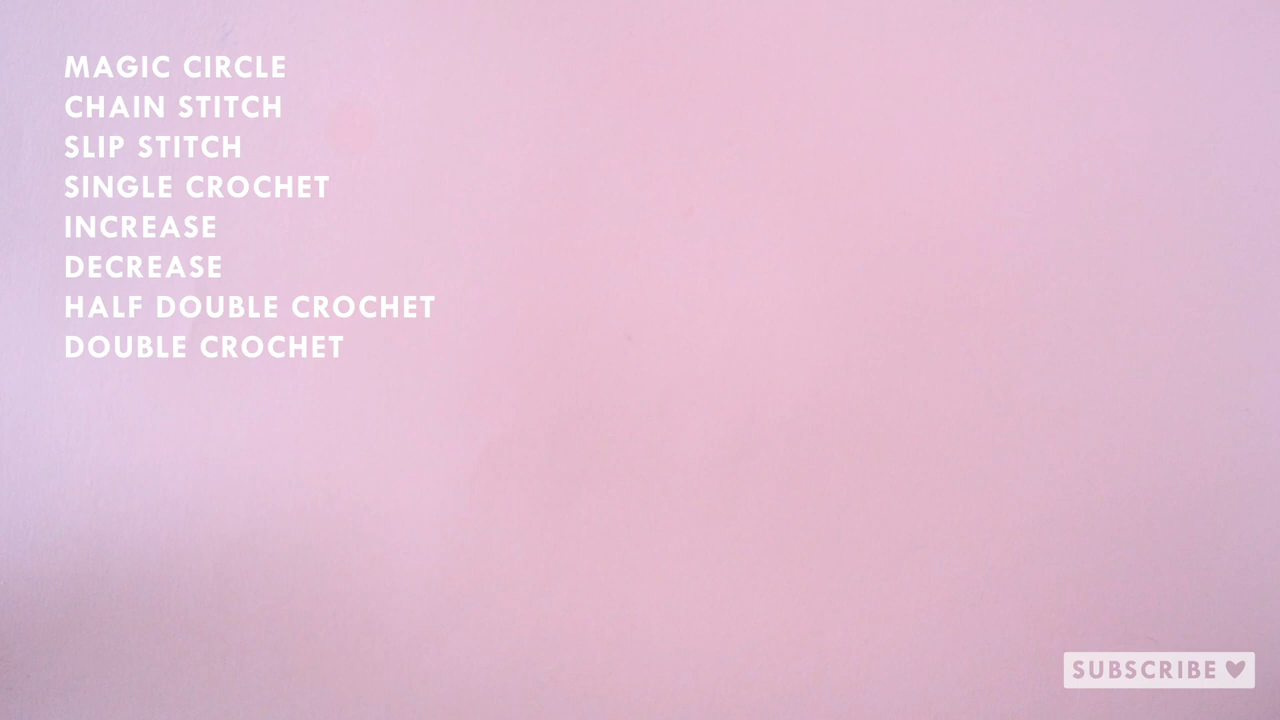 MAGIC CIRCLE
CHAIN STITCH
SLIP STITCH
SINGLE CROCHET
INCREASE
DECREASE
HALF DOUBLE CROCHET
DOUBLE CROCHET
SUBSCRIBE